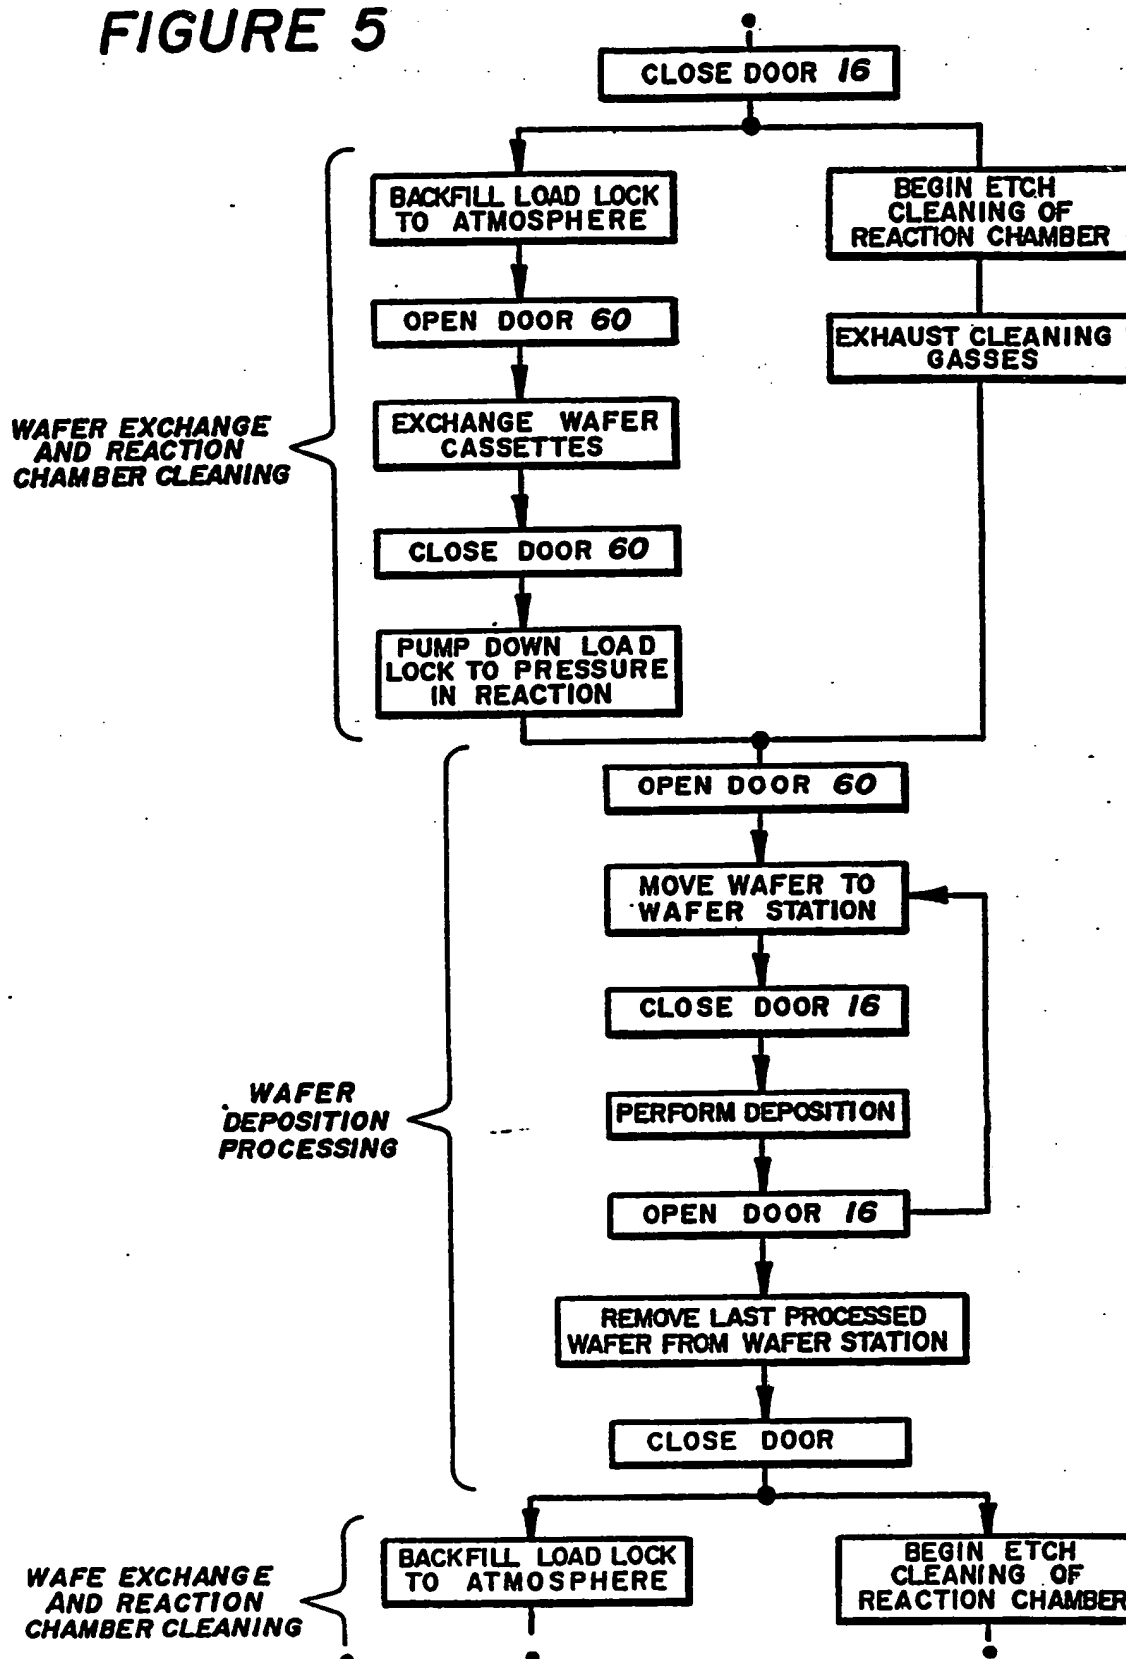 FIGURE 5
CLOSE DOOR 16
BACKFILL LOAD LOCK
TO ATMOSPHERE
OPEN DOOR 60
EXCHANGE WAFER
CASSETTES
CLOSE DOOR 60
PUMP DOWN LOAD
LOCK TO PRESSURE
IN REACTION
BEGIN ETCH
CLEANING OF
REACTION CHAMBER
EXHAUST CLEANING
GASSES
WAFER EXCHANGE
AND REACTION
CHAMBER CLEANING
OPEN DOOR 60
MOVE WAFER TO
WAFER STATION
CLOSE DOOR 16
PERFORM DEPOSITION
OPEN DOOR 16
REMOVE LAST PROCESSED
WAFER FROM WAFER STATION
CLOSE DOOR
WAFER
DEPOSITION
PROCESSING
BACKFILL LOAD LOCK
TO ATMOSPHERE
BEGIN ETCH
CLEANING OF
REACTION CHAMBER
WAFE EXCHANGE
AND REACTION
CHAMBER CLEANING